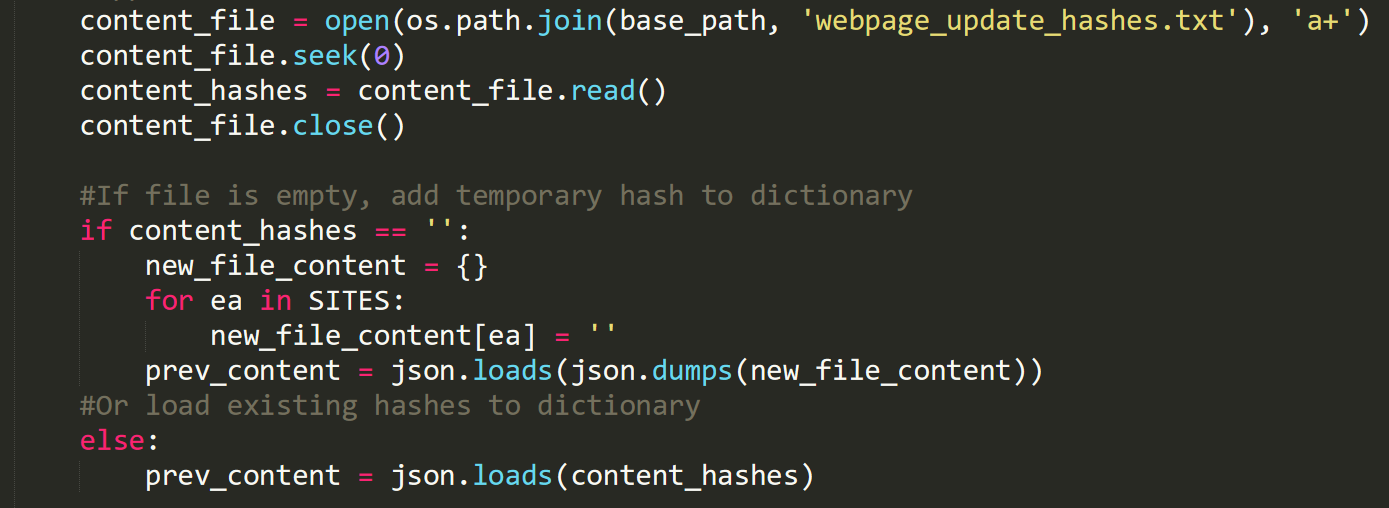 content_file = open(os.path.join(base_path, 'webpage_update_hashes.txt'), 'a+')
content_file.seek(0)
content_hashes = content_file.read()
content_file.close()
#If file is empty, add temporary hash to dictionary
if content_hashes == '':
new_file_content = {}
for ea in SITES:
new_file_content[ea] = ''
prev_content = json.loads(json.dumps(new_file_content))
#Or load existing hashes to dictionary
else:
prev_content = json.loads(content_hashes)